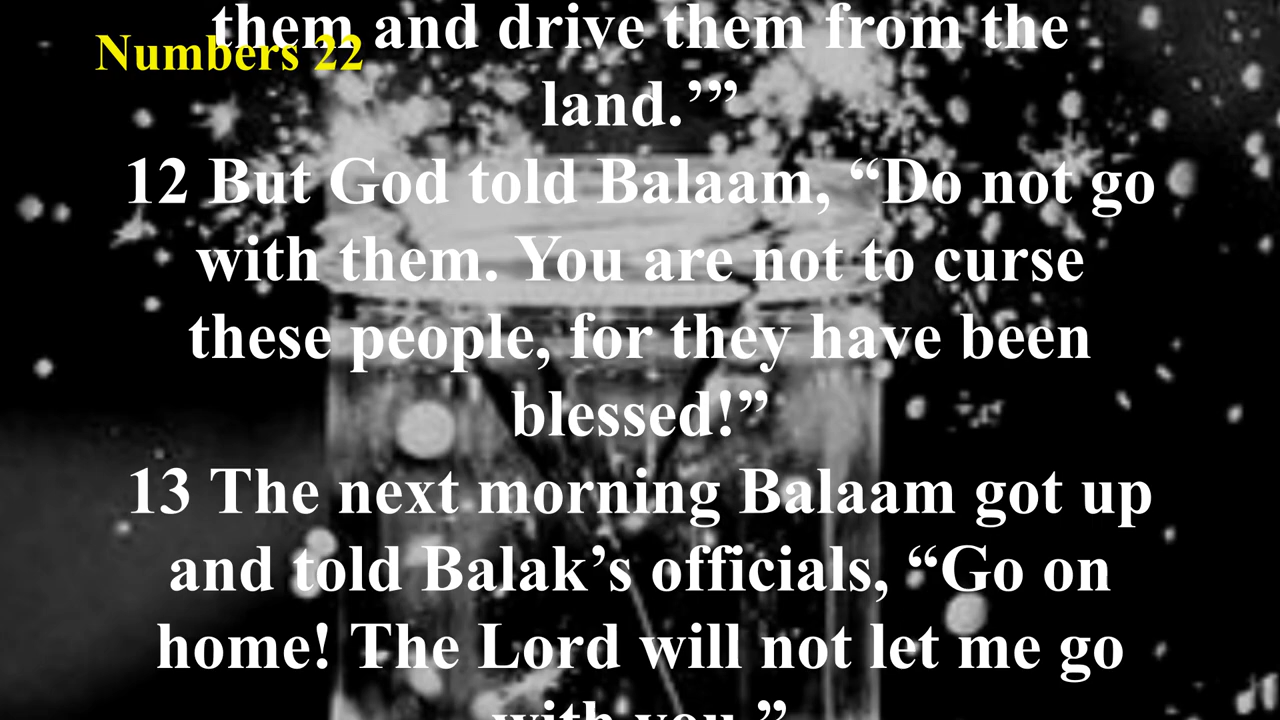 them and drive them from the
Numbers 22
land.’”
12 But God told Balaam, “Do not go
with them. You are not to curse
these people, for they have been
blessed!”
13 The next morning Balaam got up
and told Balak’s officials, “Go on
home! The Lord will not let me go
with you.”